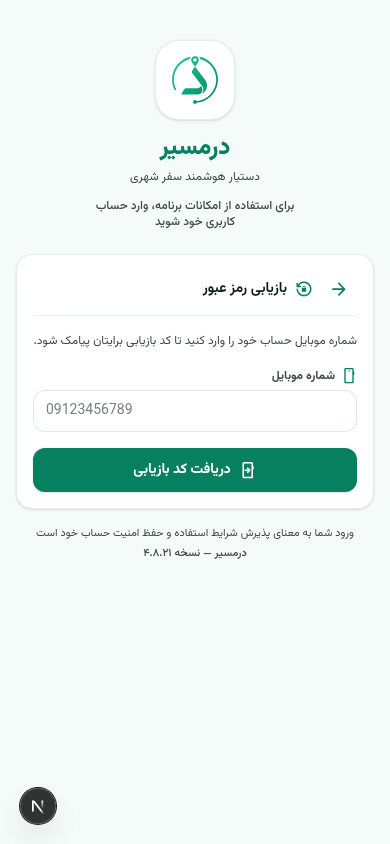 درمسیر
دستیار هوشمند سفر شهری
برای استفاده از امکانات برنامه، وارد حساب
کاربری خود شوید
بازیابی رمز عبور
شماره موبایل حساب خود را وارد کنید تا کد بازیابی برایتان پیامک شود.
شماره موبایل
09123456789
دریافت کد بازیابی
ورود شما به معنای پذیرش شرایط استفاده و حفظ امنیت حساب خود است
درمسیر — نسخه ۴.۸.۲۱
N